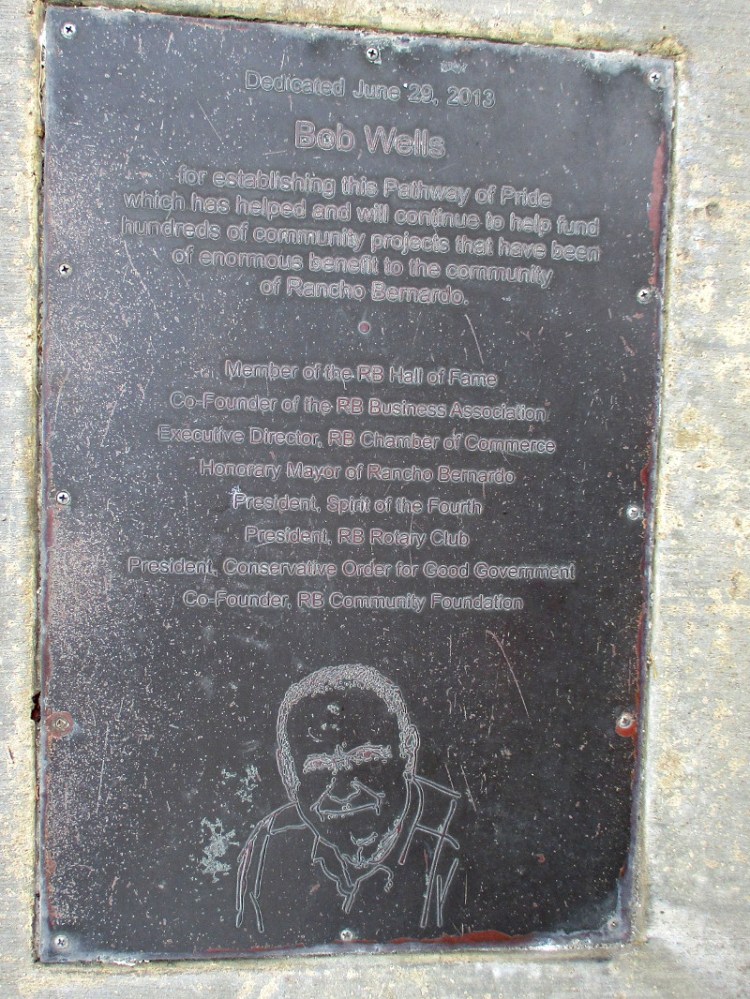 Dedicated June 29, 2013
Bob Wells
for establishing this Pathway of Pride
which has helped and will continue to help fund
hundreds of community projects that have been
of enormous benefit to the community
of Rancho Bernardo.
Member of the RB Hall of Fame
Co-Founder of the RB Business Association
Executive Director, RB Chamber of Commerce
Honorary Mayor of Rancho Bernardo
President, Spirit of the Fourth
President, RB Rotary Club
President, Conservative Order for Good Government
Co-Founder, RB Community Foundation